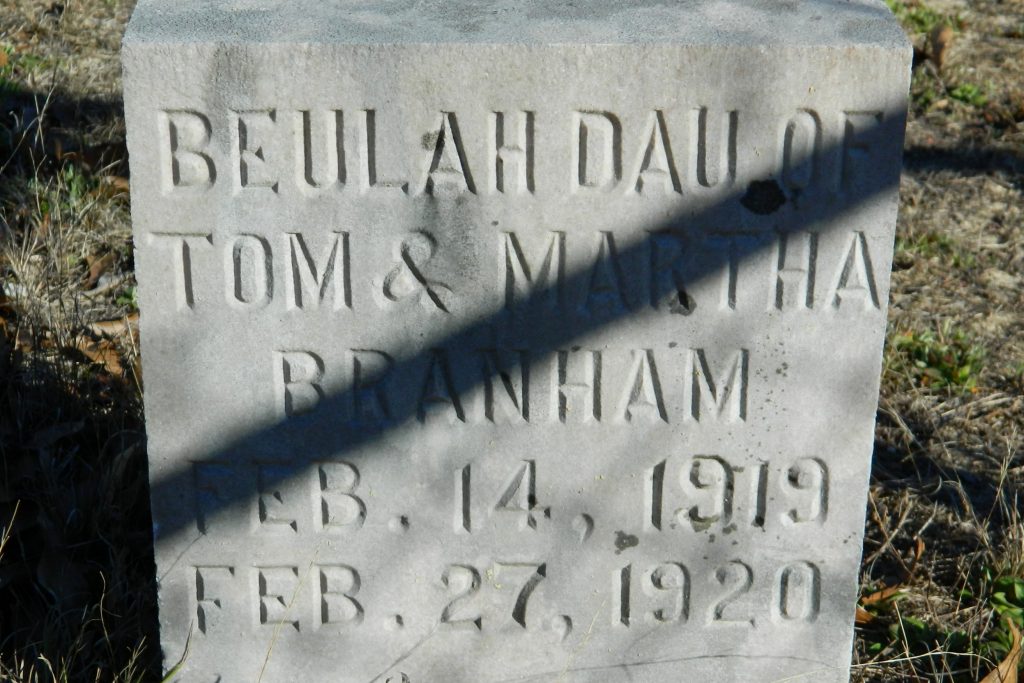 BEULAH DAU OF
TOM & MARTHA
BRANHAM
FEB. 14, 1919
FEB. 27, 1920